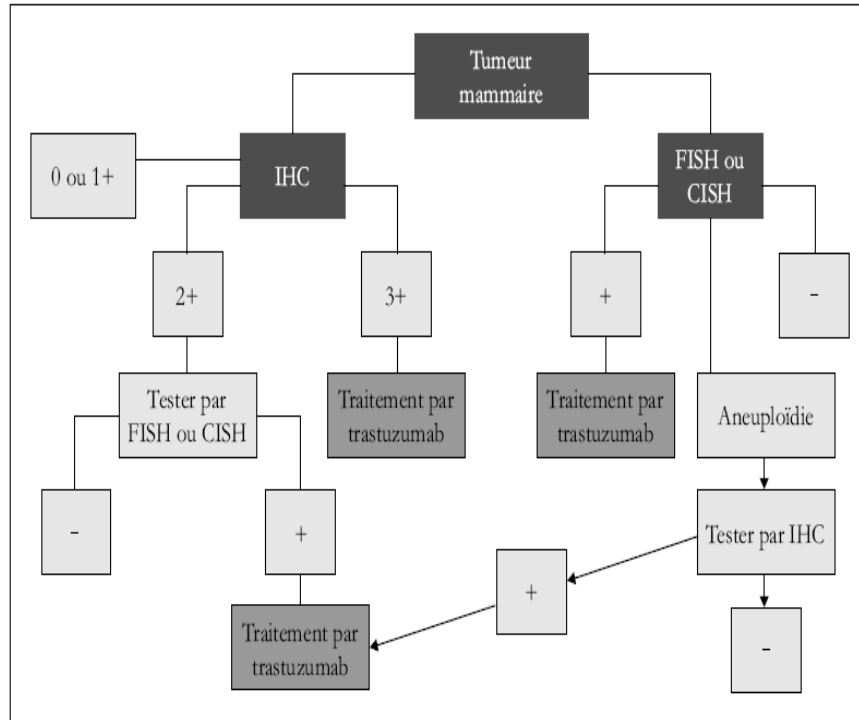 Tumeur
mammaire
0 ou 1+
IHC
FISH ou
CISH
2+
3+
+
-
Tester par
FISH ou CISH
Traitement par
trastuzumab
Traitement par
trastuzumab
Aneuploïdie
-
+
+
Tester par IHC
Traitement par
trastuzumab
-